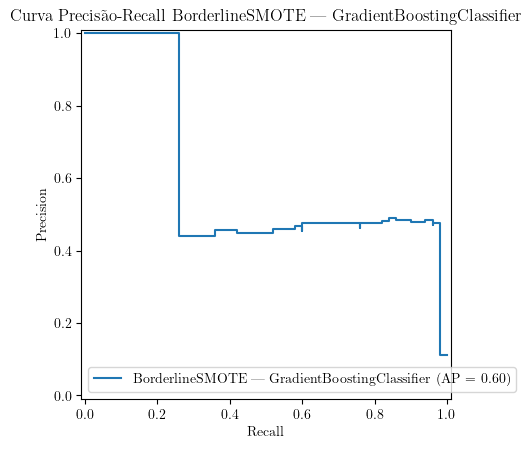 Curva Precisão-Recall BorderlineSMOTE — GradientBoostingClassifier
1.0
0.8
0.6
0.4
0.2
0.0
Precision
BorderlineSMOTE — GradientBoostingClassifier (AP = 0.60)
0.0 0.2 0.4 0.6 0.8 1.0
Recall